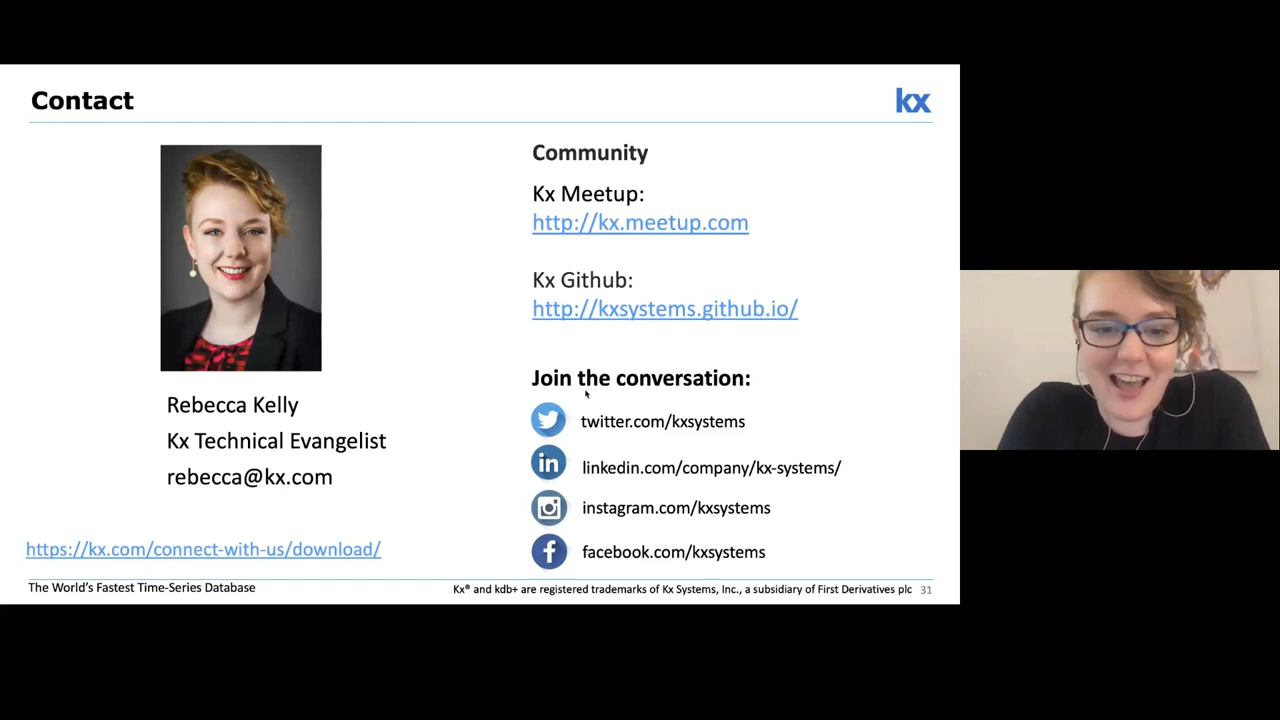 Contact
kx
Rebecca Kelly
Kx Technical Evangelist
rebecca@kx.com
https://kx.com/connect-with-us/download/
Community
Kx Meetup:
http://kx.meetup.com
Kx Github:
http://kxsystems.github.io/
Join the conversation:
twitter.com/kxsystems
in
linkedin.com/company/kx-systems/
instagram.com/kxsystems
f
facebook.com/kxsystems
The World's Fastest Time-Series Database
Kx® and kdb+ are registered trademarks of Kx Systems, Inc., a subsidiary of First Derivatives plc
31